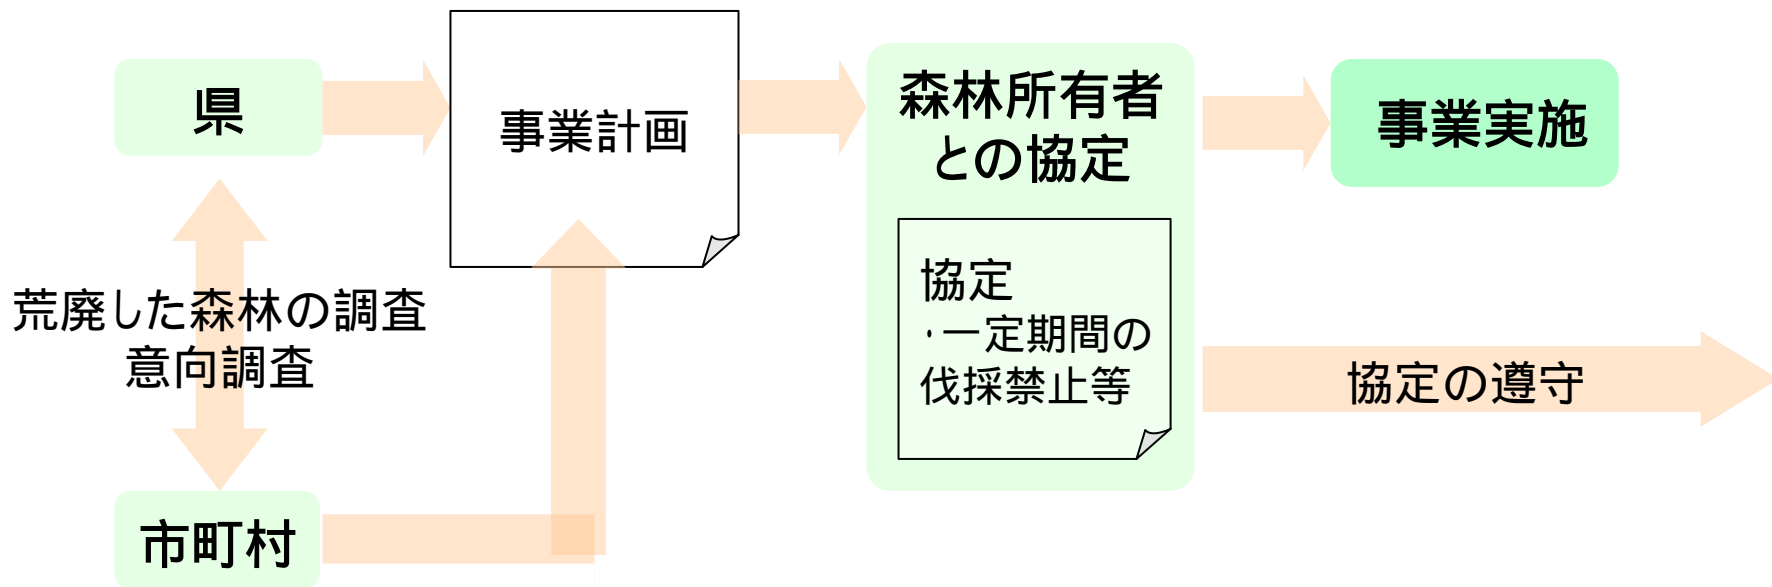 県
事業計画
森林所有者
との協定
事業実施
荒廃した森林の調査
意向調査
協定
・一定期間の
伐採禁止等
協定の遵守
市町村